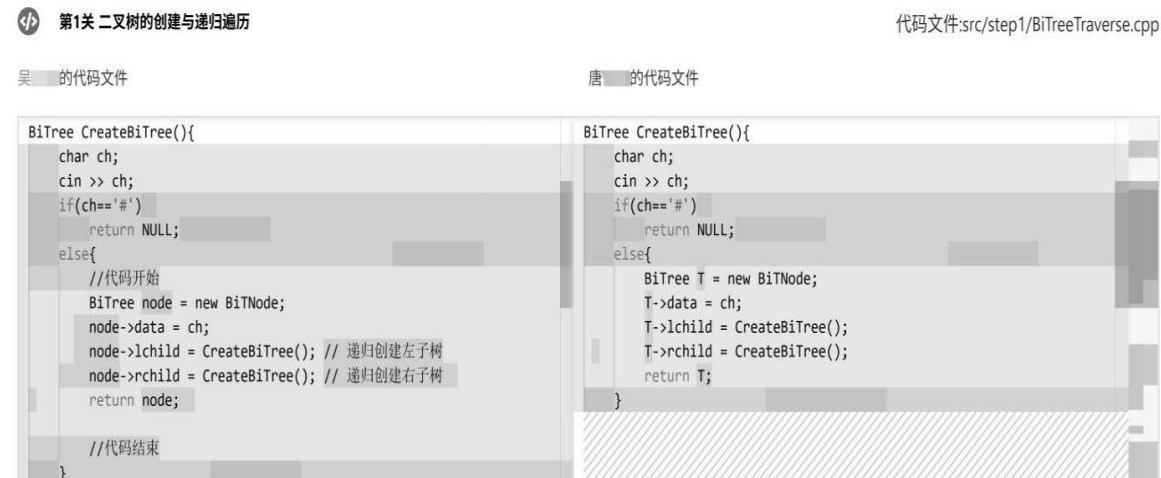 第1关 二叉树的创建与递归遍历
代码文件:src/step1/BiTreeTraverse.cpp
吴 的代码文件
唐 的代码文件
BiTree CreateBiTree(){
char ch;
cin >> ch;
if(ch=='#')
return NULL;
else{
//代码开始
BiTree node = new BiTNode;
node->data = ch;
node->lchild = CreateBiTree(); // 递归创建左子树
node->rchild = CreateBiTree(); // 递归创建右子树
return node;
//代码结束
}
BiTree CreateBiTree(){
char ch;
cin >> ch;
if(ch=='#')
return NULL;
else{
BiTree T = new BiTNode;
T->data = ch;
T->lchild = CreateBiTree();
T->rchild = CreateBiTree();
return T;
}